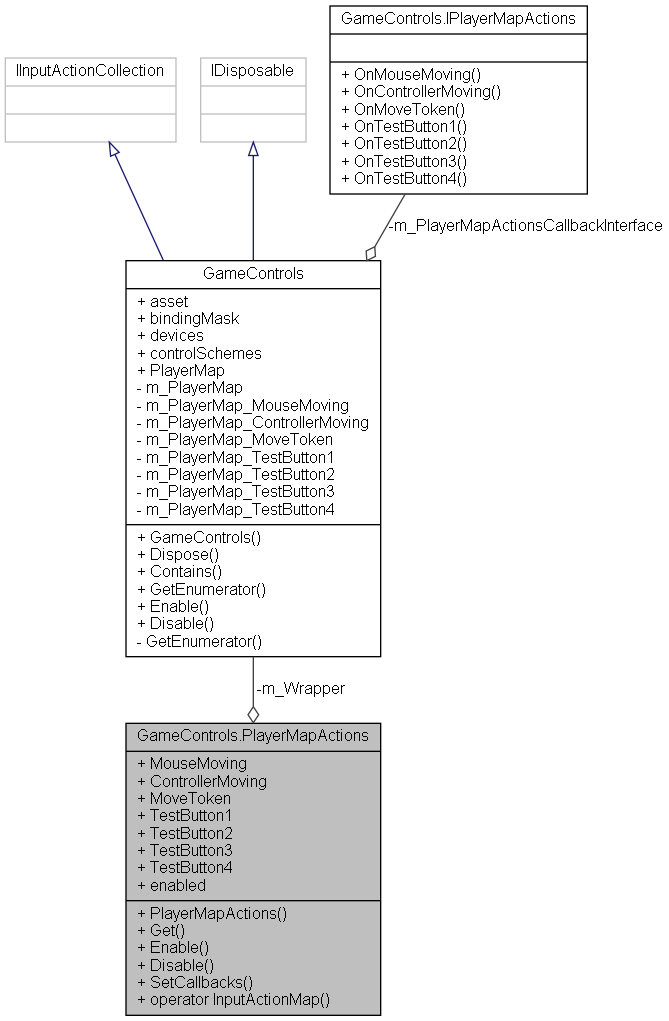 GameControls.IPlayerMapActions
+ OnMouseMoving()
+ OnControllerMoving()
+ OnMoveToken()
+ OnTestButton1()
+ OnTestButton2()
+ OnTestButton3()
+ OnTestButton4()
IInputActionCollection
IDisposable
-m_PlayerMapActionsCallbackInterface
GameControls
+ asset
+ bindingMask
+ devices
+ controlSchemes
+ PlayerMap
- m_PlayerMap
- m_PlayerMap_MouseMoving
- m_PlayerMap_ControllerMoving
- m_PlayerMap_MoveToken
- m_PlayerMap_TestButton1
- m_PlayerMap_TestButton2
- m_PlayerMap_TestButton3
- m_PlayerMap_TestButton4
+ GameControls()
+ Dispose()
+ Contains()
+ GetEnumerator()
+ Enable()
+ Disable()
- GetEnumerator()
-m_Wrapper
GameControls.PlayerMapActions
+ MouseMoving
+ ControllerMoving
+ MoveToken
+ TestButton1
+ TestButton2
+ TestButton3
+ TestButton4
+ enabled
+ PlayerMapActions()
+ Get()
+ Enable()
+ Disable()
+ SetCallbacks()
+ operator InputActionMap()